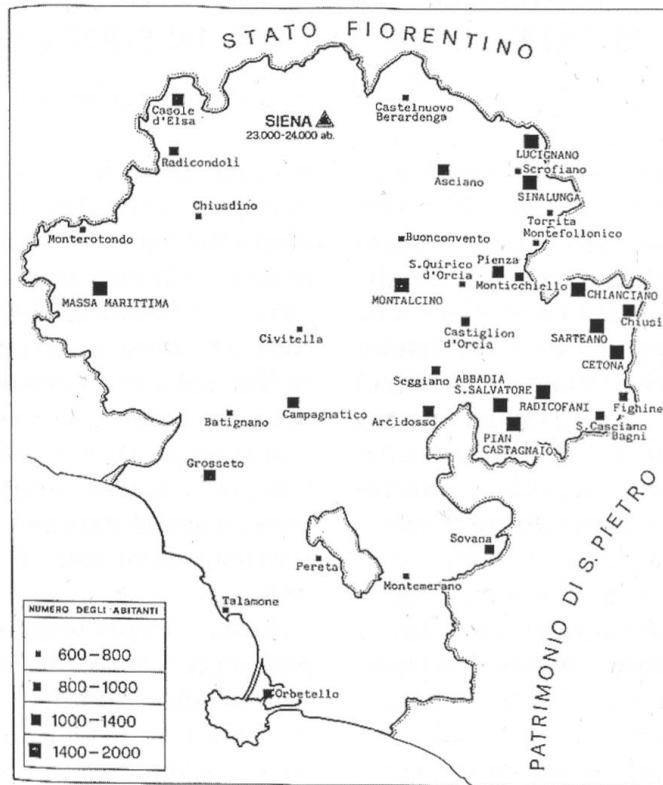 STATO FIORENTINO
Casole
d'Elsa
SIENA
23.000-24.000 ab.
Castelnuovo
Berardenga
LUCIGNANO
Radicondoli
Scrofiano
Asciano
SINALUNGA
Chiusdino
Torrita
Monterotondo
Buonconvento
Montefollonico
S.Quirico
d'Orcia
Pienza
Monticchiello
MASSA MARITTIMA
MONTALCINO
CHIANCIANO
Chiusi
Civitella
Castiglion
d'Orcia
SARTEANO
CETONA
Seggiano
ABBADIA
S.SALVATORE
RADICOFANI
Fighine
Batignano
Campagnatico
Arcidosso
S.Casciano
Bagni
PIAN
CASTAGNAIO
Grosseto
Sovana
Pereta
Montemerano
Talamone
Orbetello
PATRIMONIO DI S. PIETRO
NUMERO DEGLI ABITANTI
600-800
800-1000
1000-1400
1400-2000